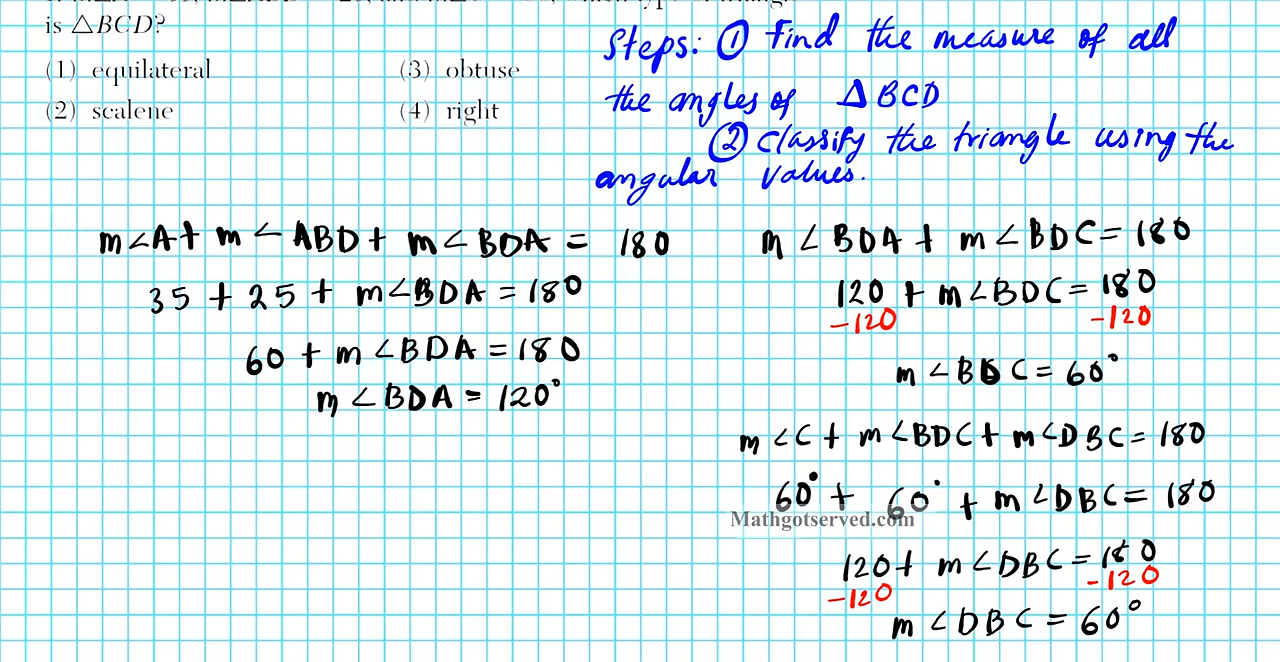 is △BCD?
(1) equilateral (3) obtuse
(2) scalene (4) right
Steps: ① Find the measure of all
the angles of △ BCD
② Classify the triangle using the
angular values.
m∠A + m∠ABD + m∠BDA = 180
35 + 25 + m∠BDA = 180
60 + m∠BDA = 180
m∠BDA = 120°
m∠BDA + m∠BDC = 180
120 + m∠BDC = 180
-120 -120
m∠BDC = 60°
m∠C + m∠BDC + m∠DBC = 180
60° + 60° + m∠DBC = 180
Mathgotserved.com
120 + m∠DBC = 180
-120 -120
m∠DBC = 60°